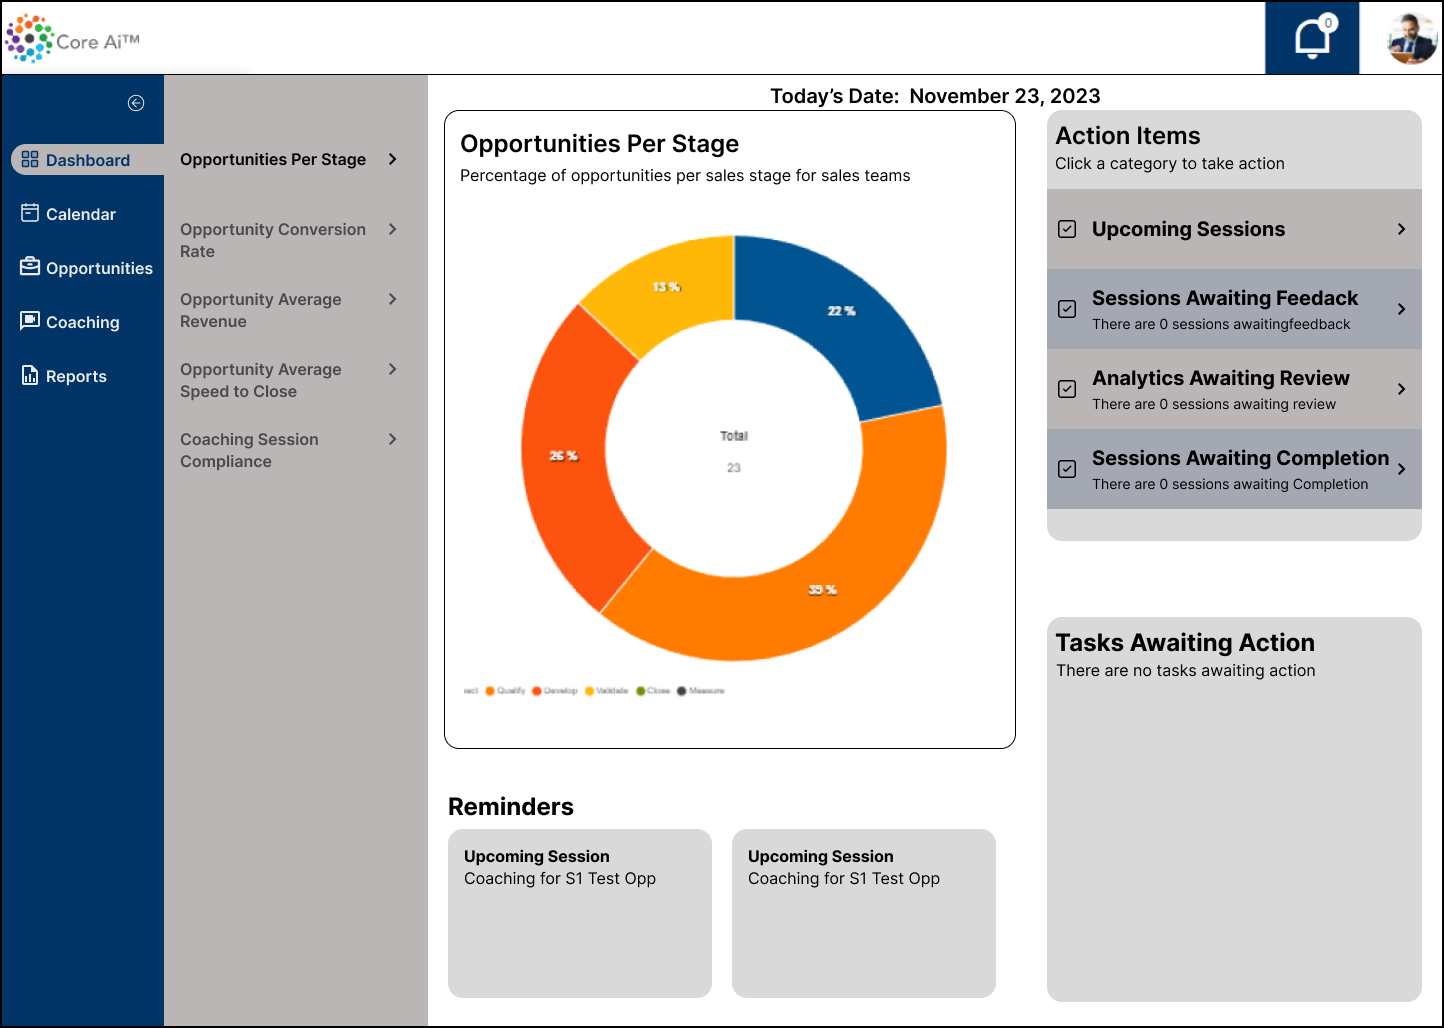 Core Ai™
0
Dashboard
Calendar
Opportunities
Coaching
Reports
Opportunities Per Stage
Opportunity Conversion
Rate
Opportunity Average
Revenue
Opportunity Average
Speed to Close
Coaching Session
Compliance
Today’s Date:  November 23, 2023
Opportunities Per Stage
Percentage of opportunities per sales stage for sales teams
13 %
22 %
26 %
39 %
Total
23
Qualify Develop Validate Close Measure
Reminders
Upcoming Session
Coaching for S1 Test Opp
Upcoming Session
Coaching for S1 Test Opp
Action Items
Click a category to take action
Upcoming Sessions
Sessions Awaiting Feedack
There are 0 sessions awaitingfeedback
Analytics Awaiting Review
There are 0 sessions awaiting review
Sessions Awaiting Completion
There are 0 sessions awaiting Completion
Tasks Awaiting Action
There are no tasks awaiting action